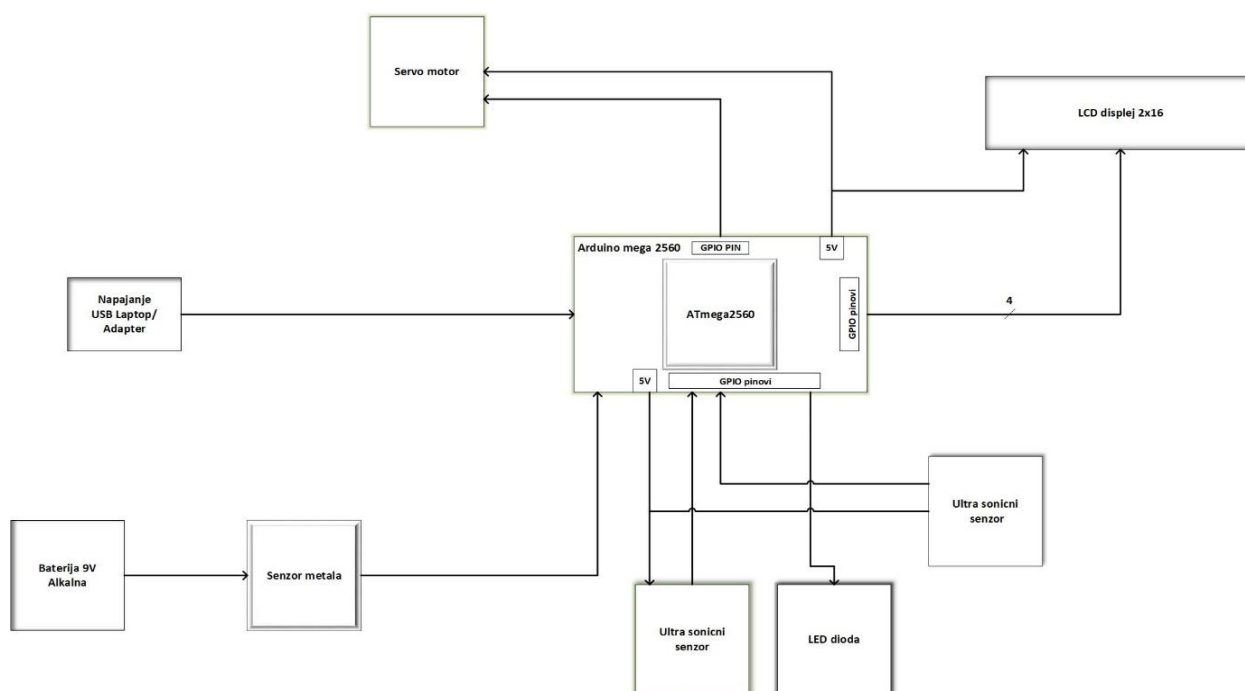 Servo motor
LCD displej 2x16
Arduino mega 2560
GPIO PIN
5V
Napajanje
USB Laptop/
Adapter
ATmega2560
GPIO pinovi
4
5V
GPIO pinovi
Ultra sonicni
senzor
Baterija 9V
Alkalna
Senzor metala
Ultra sonicni
senzor
LED dioda